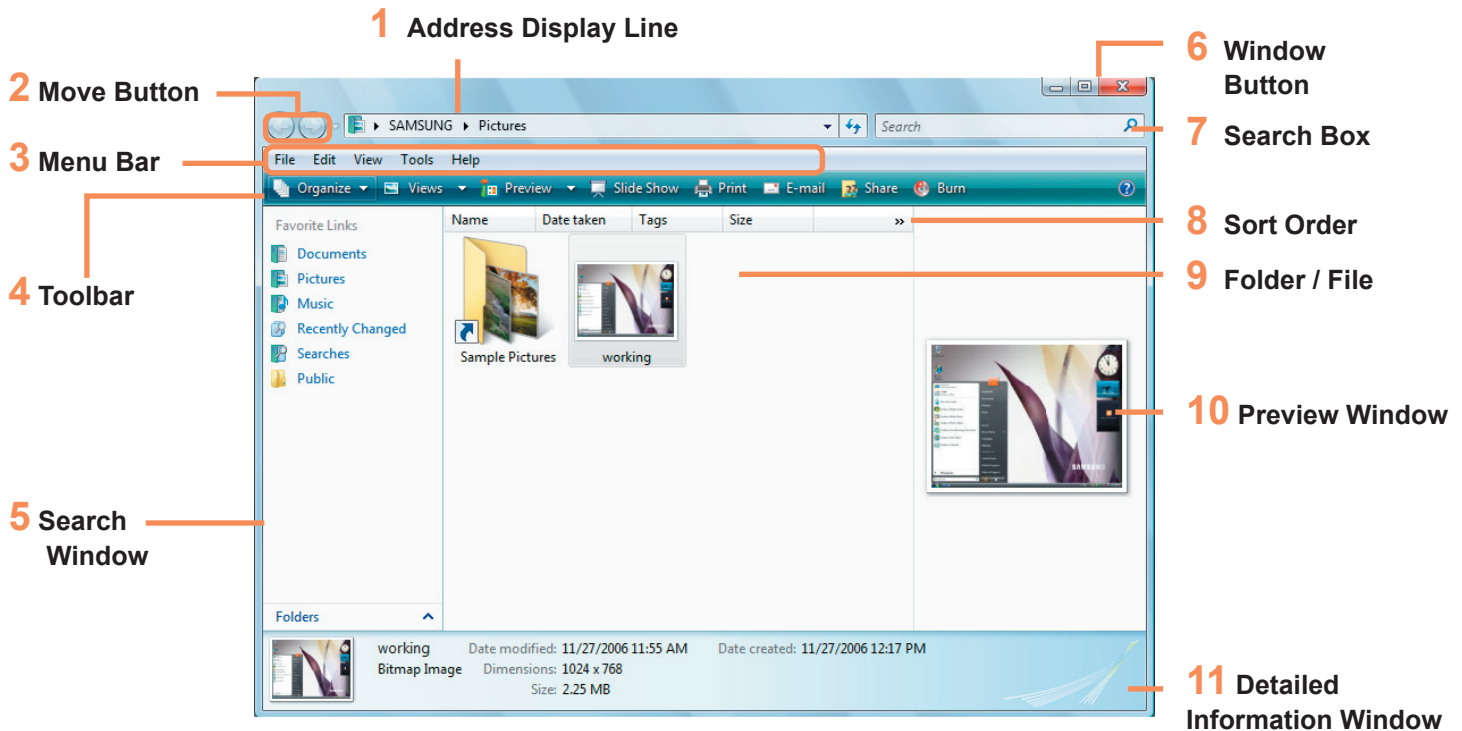 1 Address Display Line
2 Move Button
3 Menu Bar
4 Toolbar
5 Search
Window
6 Window
Button
7 Search Box
8 Sort Order
9 Folder / File
10 Preview Window
11 Detailed
Information Window
SAMSUNG Pictures
Search
File Edit View Tools Help
Organize Views Preview Slide Show Print E-mail Share Burn
Favorite Links
Documents
Pictures
Music
Recently Changed
Searches
Public
Folders
Name Date taken Tags Size »
Sample Pictures working
SAMSUNG
working Date modified: 11/27/2006 11:55 AM Date created: 11/27/2006 12:17 PM
Bitmap Image Dimensions: 1024 x 768
Size: 2.25 MB